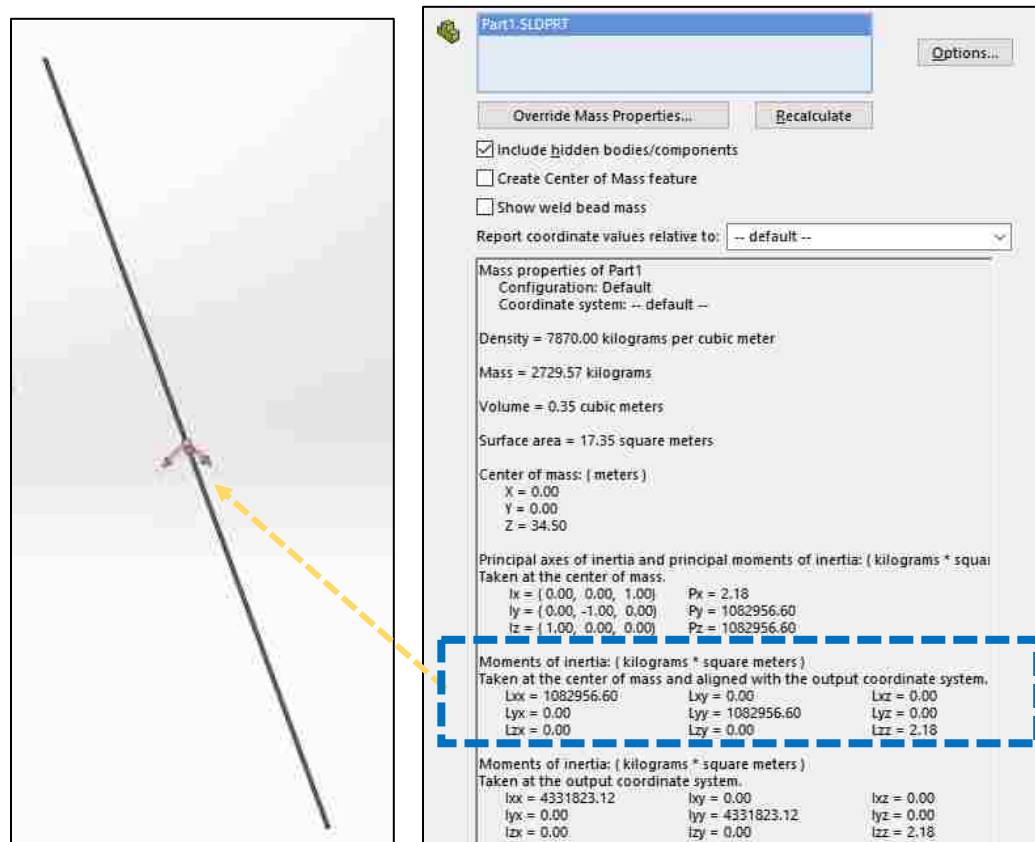 Part1.SLDPRT
Options...
Override Mass Properties...
Recalculate
Include hidden bodies/components
Create Center of Mass feature
Show weld bead mass
Report coordinate values relative to: -- default --
Mass properties of Part1
Configuration: Default
Coordinate system: -- default --
Density = 7870.00 kilograms per cubic meter
Mass = 2729.57 kilograms
Volume = 0.35 cubic meters
Surface area = 17.35 square meters
Center of mass: ( meters )
X = 0.00
Y = 0.00
Z = 34.50
Principal axes of inertia and principal moments of inertia: ( kilograms * squar
Taken at the center of mass.
Ix = ( 0.00, 0.00, 1.00) Px = 2.18
Iy = ( 0.00, -1.00, 0.00) Py = 1082956.60
Iz = ( 1.00, 0.00, 0.00) Pz = 1082956.60
Moments of inertia: ( kilograms * square meters )
Taken at the center of mass and aligned with the output coordinate system.
Lxx = 1082956.60 Lxy = 0.00 Lxz = 0.00
Lyx = 0.00 Lyy = 1082956.60 Lyz = 0.00
Lzx = 0.00 Lzy = 0.00 Lzz = 2.18
Moments of inertia: ( kilograms * square meters )
Taken at the output coordinate system.
Ixx = 4331823.12 Ixy = 0.00 Ixz = 0.00
Iyx = 0.00 Iyy = 4331823.12 Iyz = 0.00
Izx = 0.00 Izy = 0.00 Izz = 2.18